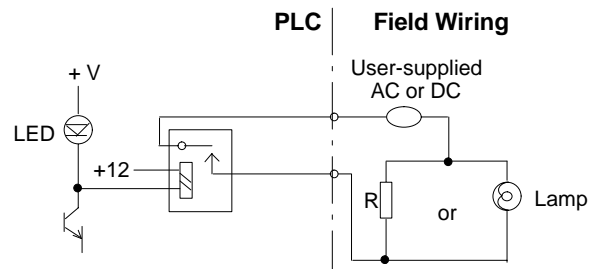 PLC
Field Wiring
User-supplied
AC or DC
+ V
LED
+12
R
or
Lamp